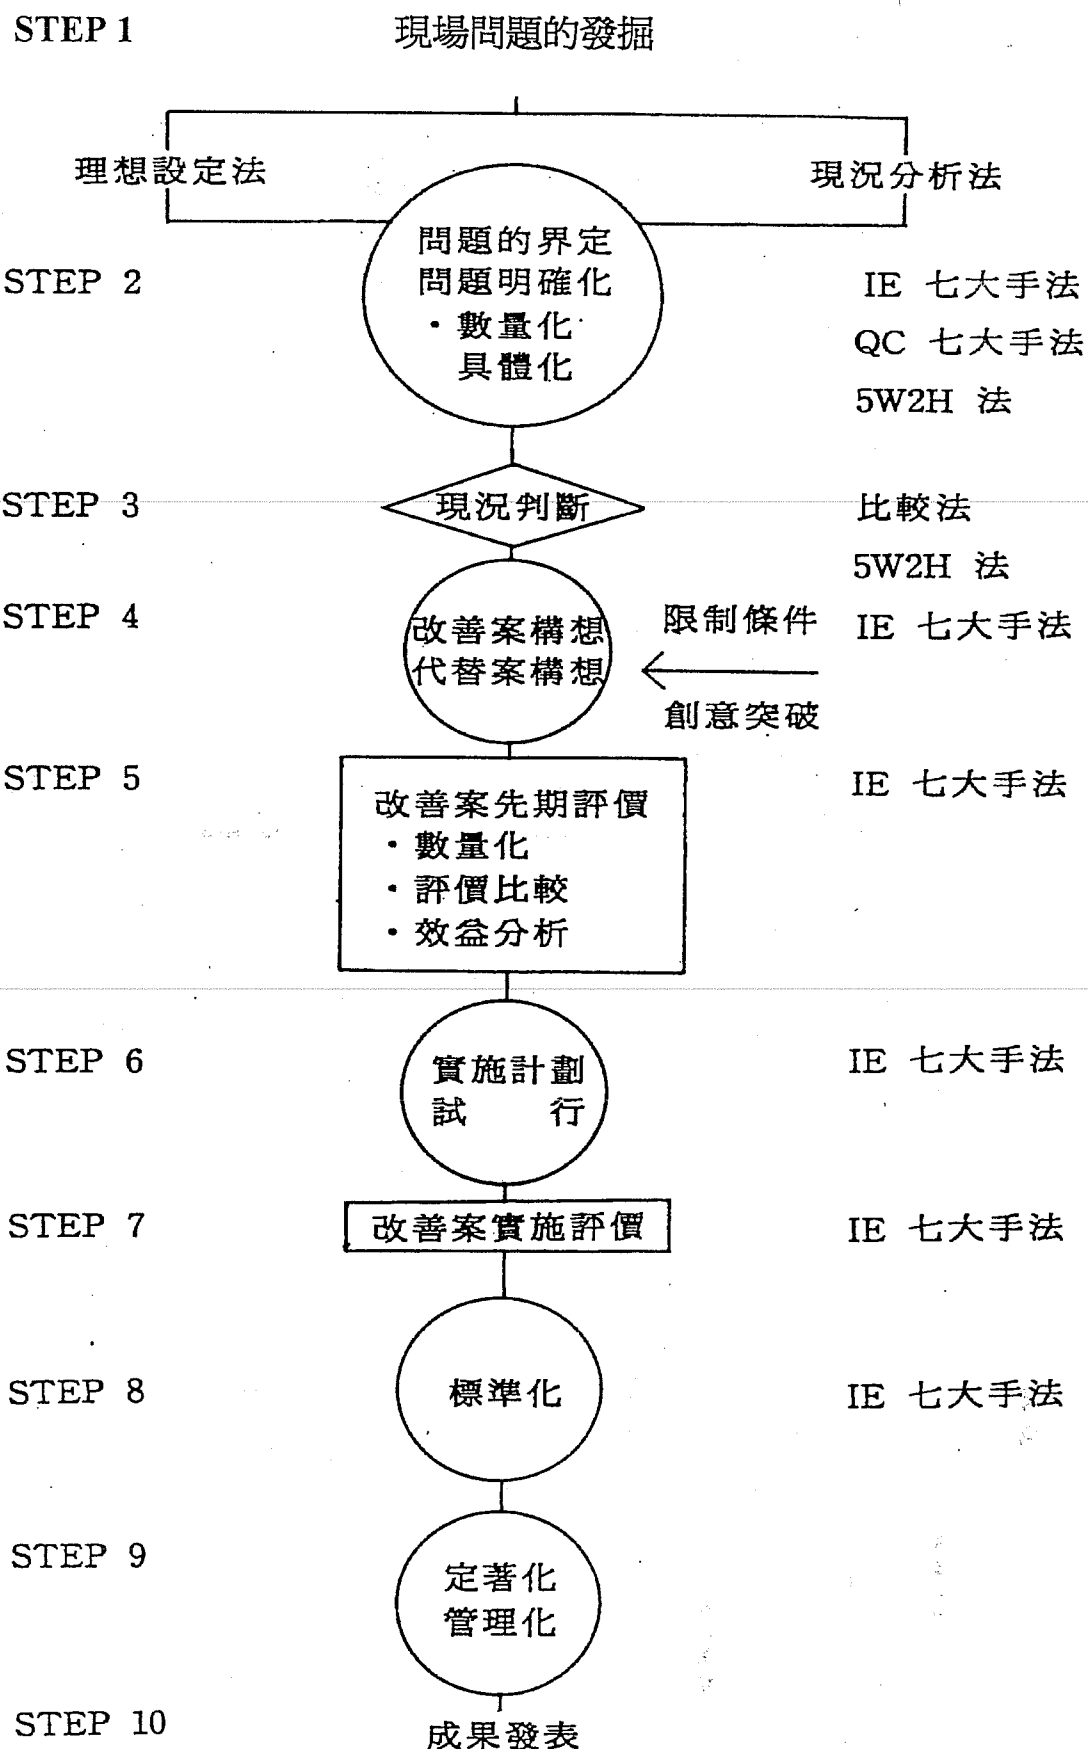 STEP 1 現場問題的發掘
理想設定法 現況分析法
問題的界定
STEP 2 問題明確化 IE 七大手法
・數量化 QC 七大手法
具體化
5W2H 法
STEP 3 現況判斷 比較法
5W2H 法
STEP 4 改善案構想 限制條件 IE 七大手法
代替案構想
創意突破
STEP 5 改善案先期評價 IE 七大手法
・數量化
・評價比較
・效益分析
STEP 6 實施計劃 IE 七大手法
試 行
STEP 7 改善案實施評價 IE 七大手法
STEP 8 標準化 IE 七大手法
STEP 9 定著化
管理化
STEP 10 成果發表